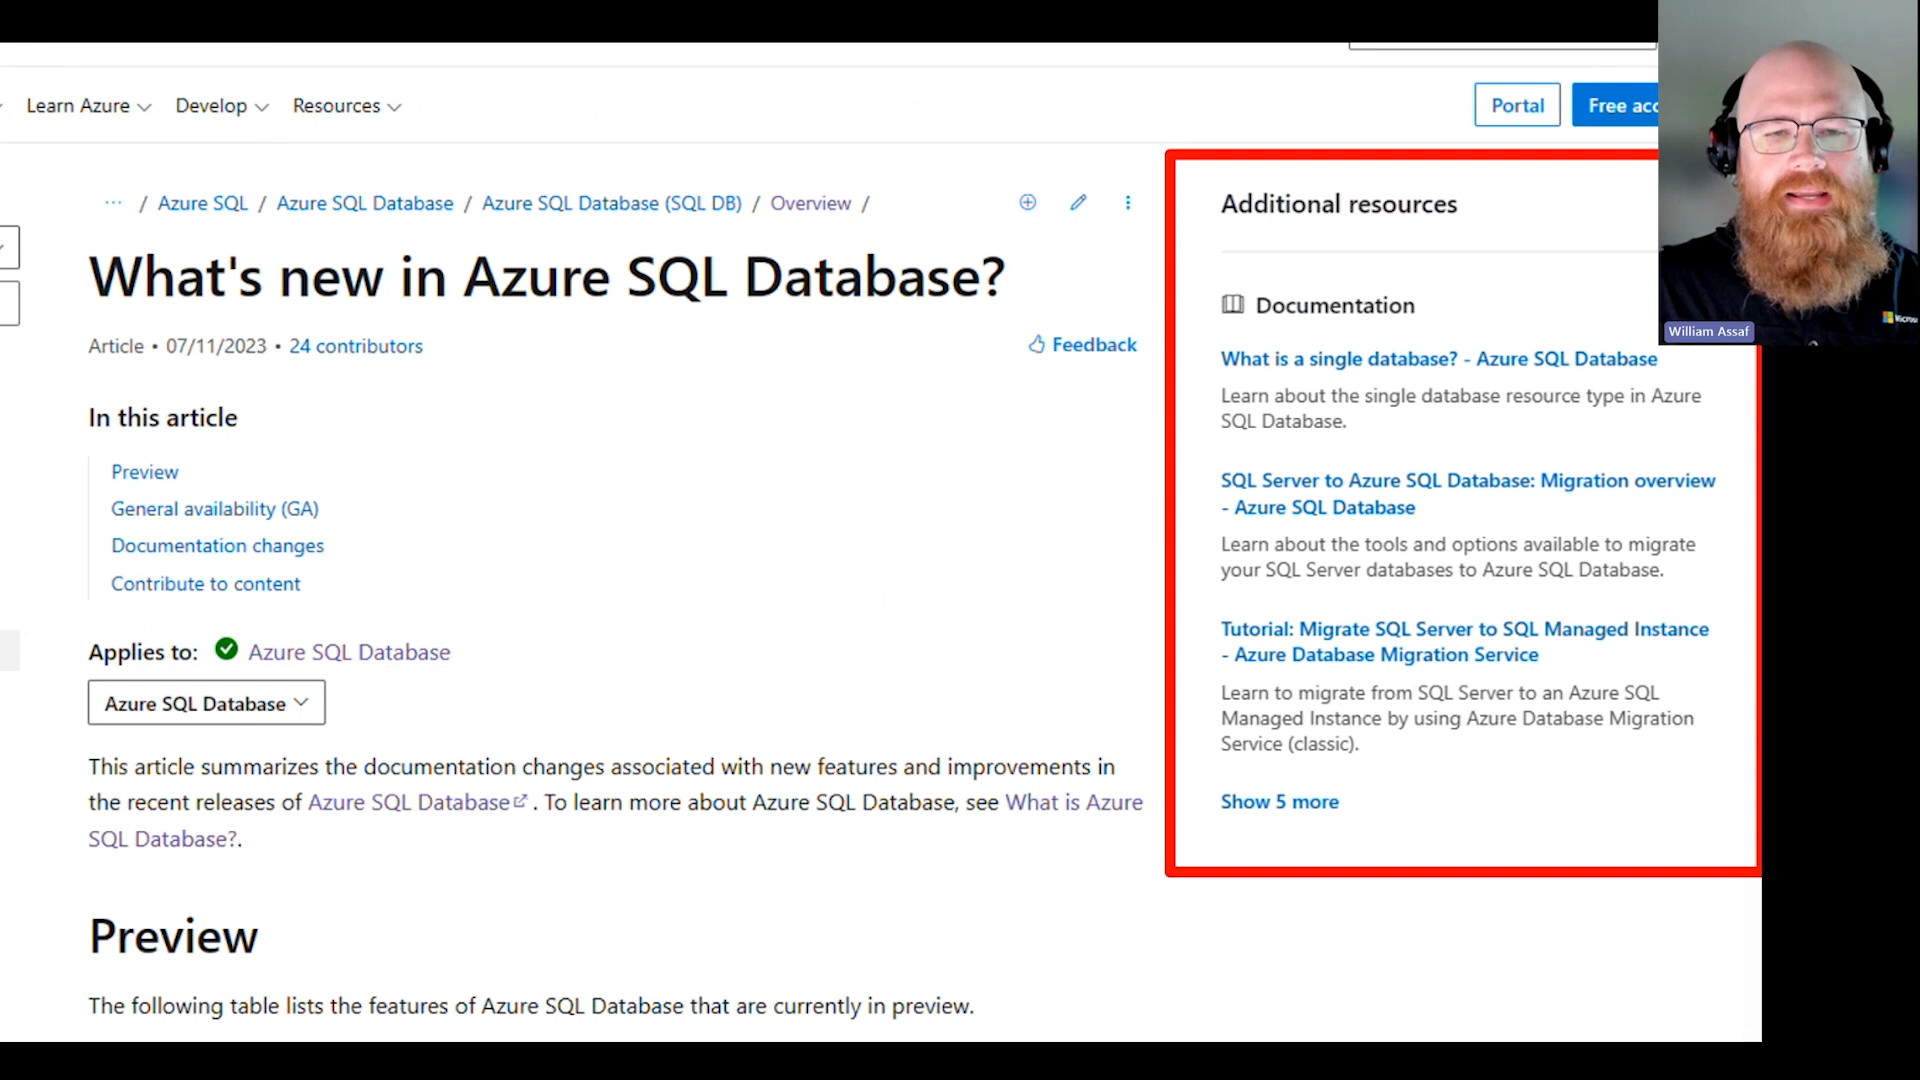 Learn Azure Develop Resources
Portal Free acc
··· / Azure SQL / Azure SQL Database / Azure SQL Database (SQL DB) / Overview /
What's new in Azure SQL Database?
Article • 07/11/2023 • 24 contributors
Feedback
In this article
Preview
General availability (GA)
Documentation changes
Contribute to content
Applies to: Azure SQL Database
Azure SQL Database
This article summarizes the documentation changes associated with new features and improvements in
the recent releases of Azure SQL Database. To learn more about Azure SQL Database, see What is Azure
SQL Database?.
Preview
The following table lists the features of Azure SQL Database that are currently in preview.
Additional resources
Documentation
What is a single database? - Azure SQL Database
Learn about the single database resource type in Azure
SQL Database.
SQL Server to Azure SQL Database: Migration overview
- Azure SQL Database
Learn about the tools and options available to migrate
your SQL Server databases to Azure SQL Database.
Tutorial: Migrate SQL Server to SQL Managed Instance
- Azure Database Migration Service
Learn to migrate from SQL Server to an Azure SQL
Managed Instance by using Azure Database Migration
Service (classic).
Show 5 more
William Assaf